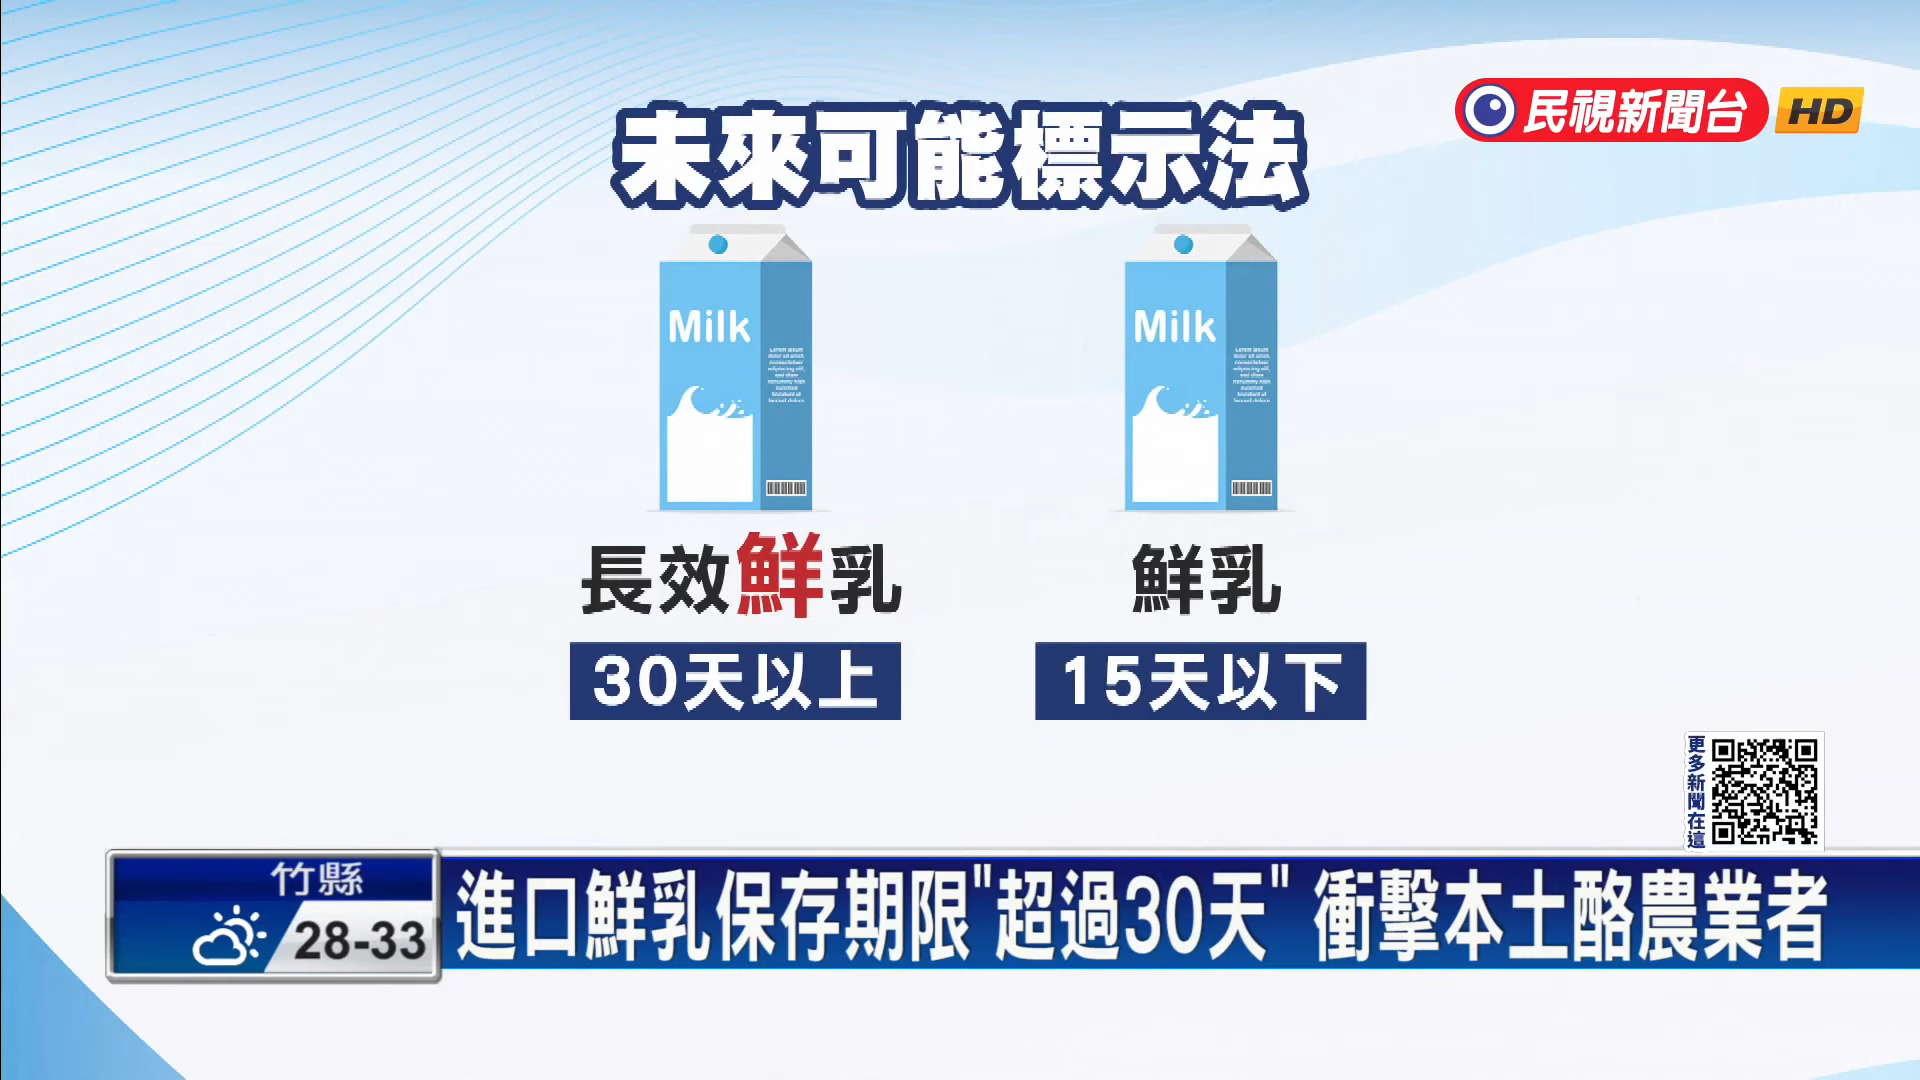 民視新聞台 HD
未來可能標示法
Milk
Milk
長效鮮乳
鮮乳
30天以上
15天以下
更多新聞在這
竹縣
28-33
進口鮮乳保存期限"超過30天" 衝擊本土酪農業者